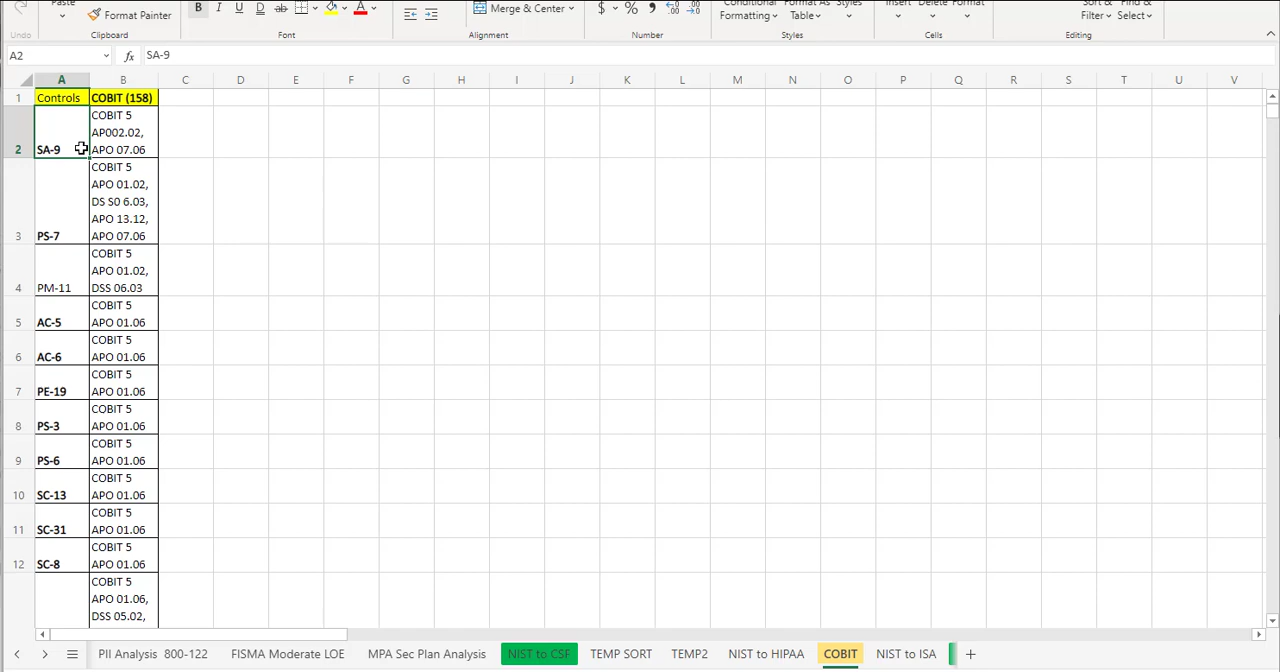 Paste
Format Painter
B I U D ab A
Merge & Center
$ % 9 .00
Conditional Format As Cell
Formatting Table Styles
Insert Delete Format
Sort & Find &
Filter Select
Undo Clipboard Font Alignment Number Styles Cells Editing
A2 fx SA-9
A B C D E F G H I J K L M N O P Q R S T U V
1 Controls COBIT (158)
COBIT 5
AP002.02,
2 SA-9 APO 07.06
COBIT 5
APO 01.02,
DS S0 6.03,
APO 13.12,
3 PS-7 APO 07.06
COBIT 5
APO 01.02,
4 PM-11 DSS 06.03
COBIT 5
5 AC-5 APO 01.06
COBIT 5
6 AC-6 APO 01.06
COBIT 5
7 PE-19 APO 01.06
COBIT 5
8 PS-3 APO 01.06
COBIT 5
9 PS-6 APO 01.06
COBIT 5
10 SC-13 APO 01.06
COBIT 5
11 SC-31 APO 01.06
COBIT 5
12 SC-8 APO 01.06
COBIT 5
APO 01.06,
DSS 05.02,
PII Analysis 800-122 FISMA Moderate LOE MPA Sec Plan Analysis NIST to CSF TEMP SORT TEMP2 NIST to HIPAA COBIT NIST to ISA